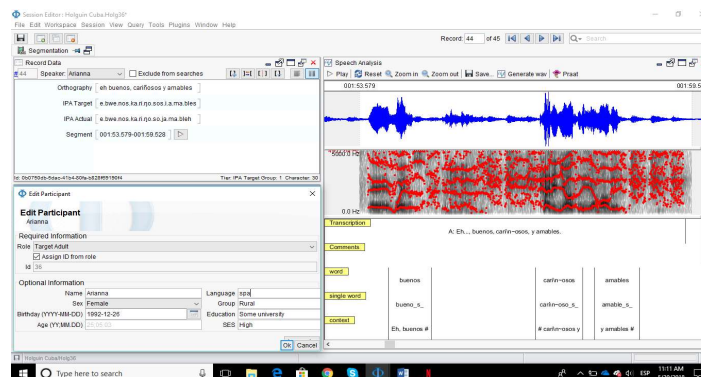 Session Editor : Holguin Cuba.Holg36*
File Edit Workspace Session View Query Tools Plugins Window Help
Record: 44 of 45 Search
Segmentation
Record Data
Speech Analysis
# 44 Speaker: Arianna Exclude from searches
Play Reset Zoom in Zoom out Save... Generate wav Praat
Orthography [ eh buenos, cariñosos y amables ]
IPA Target [ e.bwe.nos.ka.ri.ɲo.sos.i.a.ma.bles ]
IPA Actual [ e.bwe.nos.ka.ri.ɲo.so.ja.ma.bleh ]
Segment [ 001:53.579-001:59.528 ]
Tier: IPA Target Group: 1 Character: 30
001:53.579 001:59.5
5000.0 Hz
0.0 Hz
Transcription
A: Eh..., buenos, cariñ~osos, y amables.
Comments
word
buenos cariñ~osos amables
single word
bueno_s_ cariñ~oso_s_ amable_s_
context
Eh, buenos # # cariñ~osos y y amables #
Edit Participant
Edit Participant
Arianna
Required Information
Role Target Adult
Assign ID from role
Id 36
Optional Information
Name Arianna Language spa
Sex Female Group Rural
Birthday (YYYY-MM-DD) 1992-12-26 Education Some university
Age (YY;MM.DD) SES High
Ok Cancel
Holguin Cuba/Holg36
Type here to search
ESP 11:11 AM